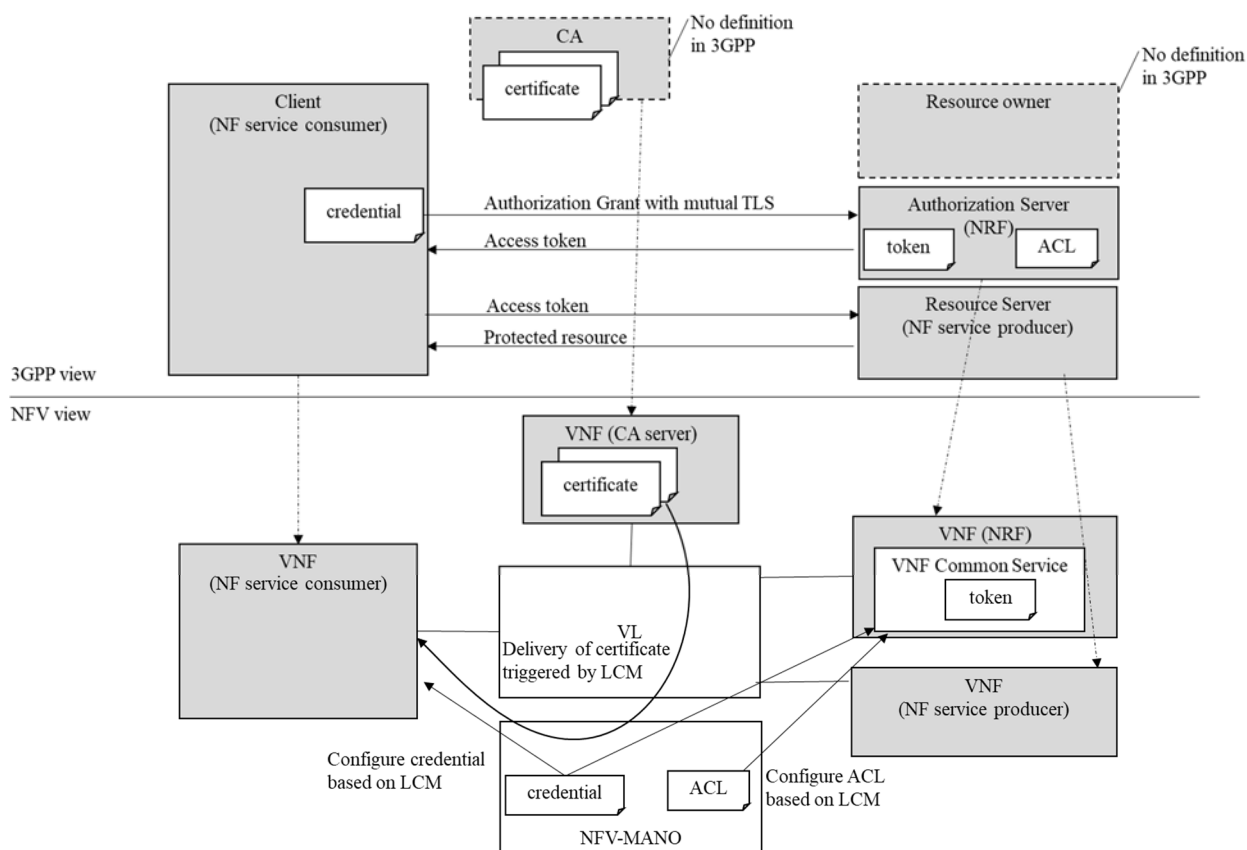 No definition
in 3GPP
CA
certificate
No definition
in 3GPP
Client
(NF service consumer)
Resource owner
credential
Authorization Grant with mutual TLS
Access token
Authorization Server
(NRF)
token
ACL
Access token
Protected resource
Resource Server
(NF service producer)
3GPP view
NFV view
VNF (CA server)
certificate
VNF
(NF service consumer)
VNF (NRF)
VNF Common Service
token
VL
Delivery of certificate
triggered by LCM
VNF
(NF service producer)
Configure credential
based on LCM
credential
ACL
Configure ACL
based on LCM
NFV-MANO